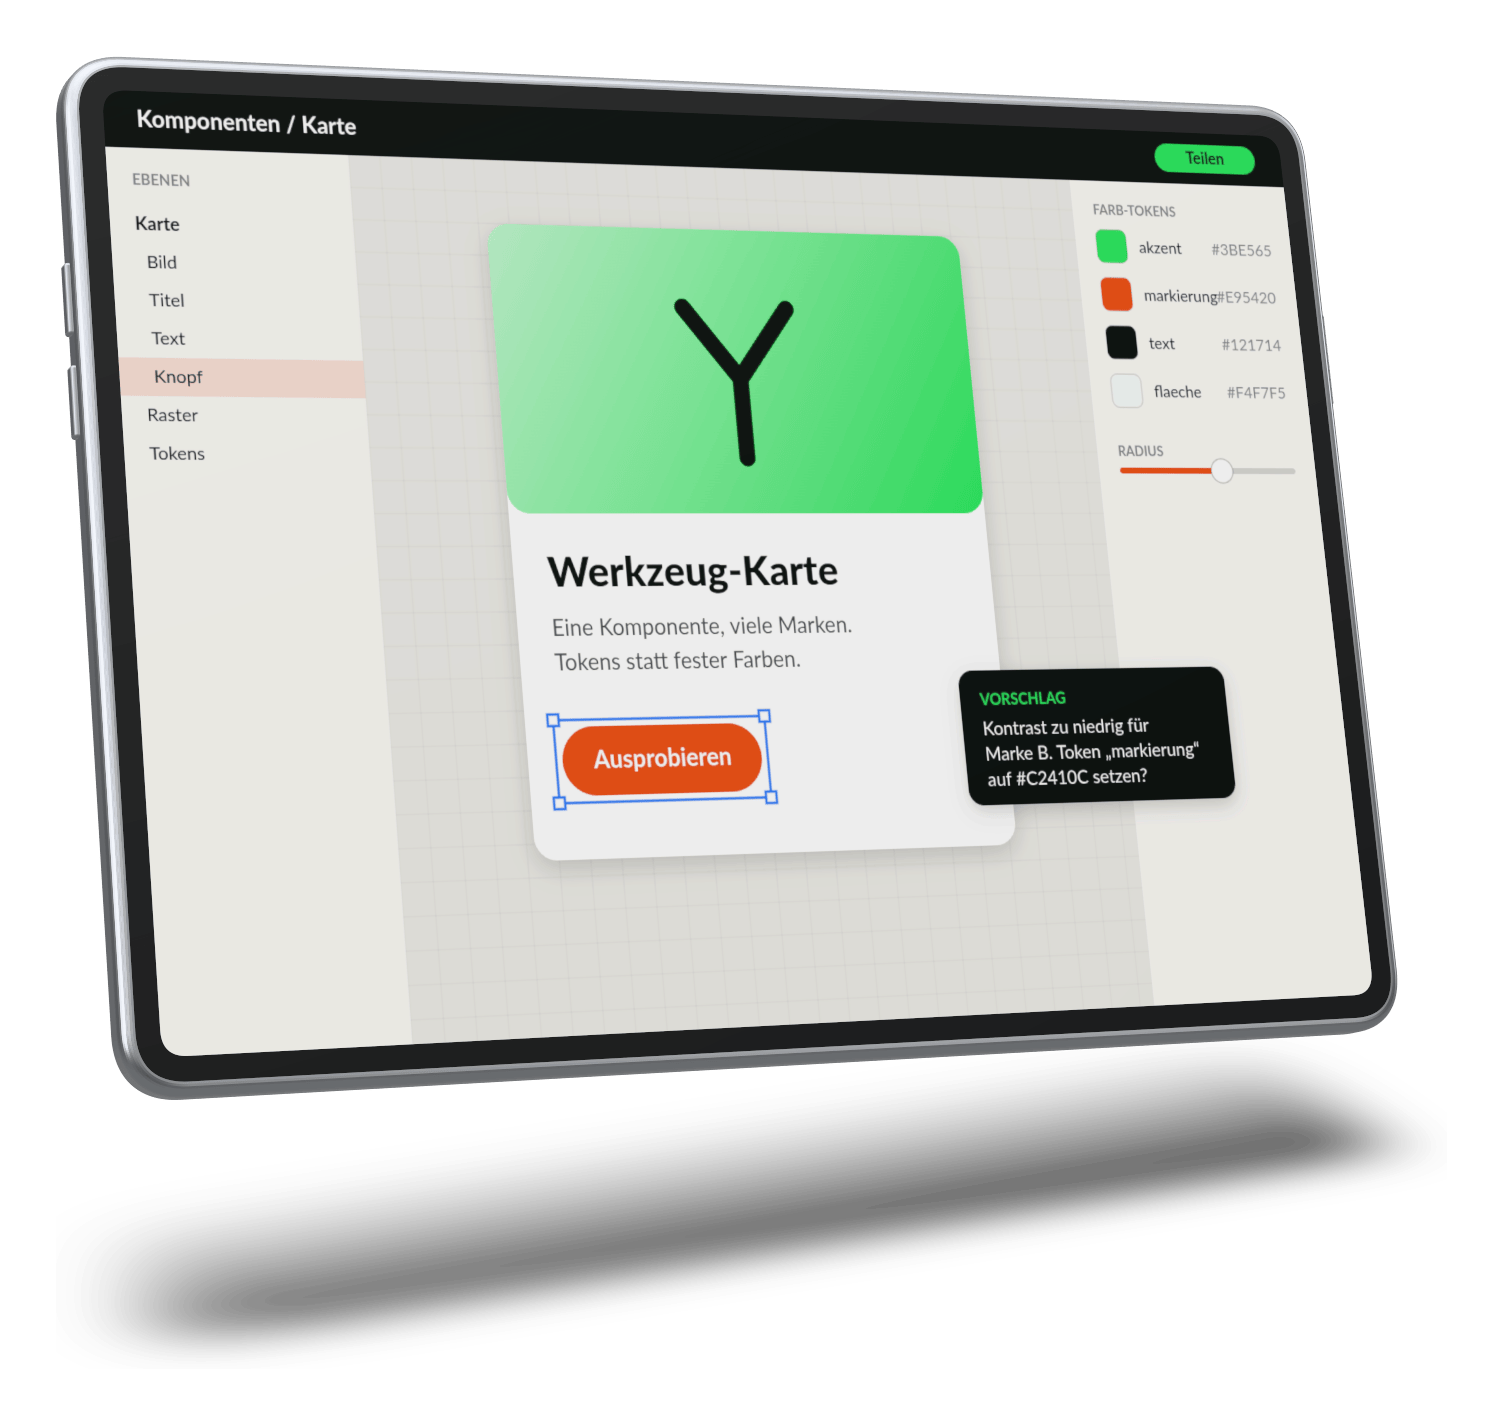 Komponenten / Karte
Teilen
EBENEN
Karte
Bild
Titel
Text
Knopf
Raster
Tokens
Y
Werkzeug-Karte
Eine Komponente, viele Marken.
Tokens statt fester Farben.
Ausprobieren
FARB-TOKENS
akzent #3BE565
markierung#E95420
text #121714
flaeche #F4F7F5
RADIUS
VORSCHLAG
Kontrast zu niedrig für
Marke B. Token „markierung“
auf #C2410C setzen?